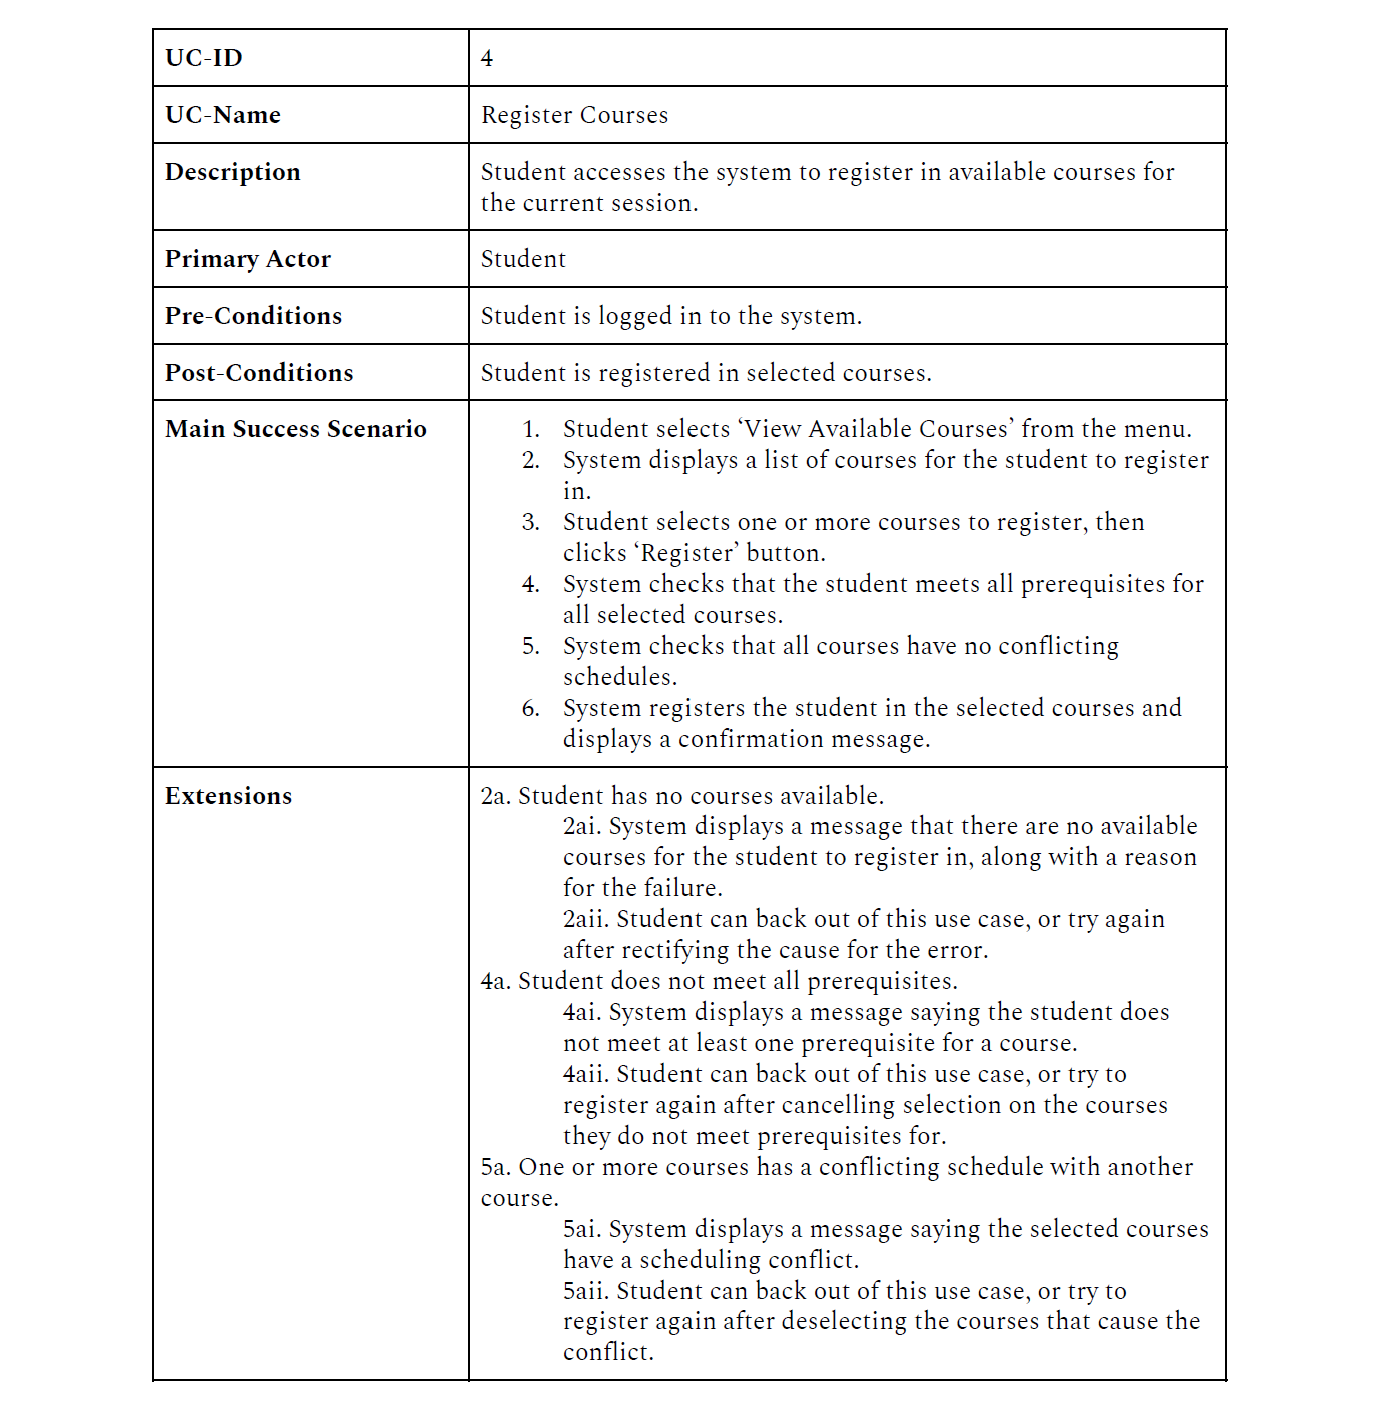 UC-ID
4
UC-Name
Register Courses
Description
Student accesses the system to register in available courses for
the current session.
Primary Actor
Student
Pre-Conditions
Student is logged in to the system.
Post-Conditions
Student is registered in selected courses.
Main Success Scenario
1. Student selects ‘View Available Courses’ from the menu.
2. System displays a list of courses for the student to register
in.
3. Student selects one or more courses to register, then
clicks ‘Register’ button.
4. System checks that the student meets all prerequisites for
all selected courses.
5. System checks that all courses have no conflicting
schedules.
6. System registers the student in the selected courses and
displays a confirmation message.
Extensions
2a. Student has no courses available.
2ai. System displays a message that there are no available
courses for the student to register in, along with a reason
for the failure.
2aii. Student can back out of this use case, or try again
after rectifying the cause for the error.
4a. Student does not meet all prerequisites.
4ai. System displays a message saying the student does
not meet at least one prerequisite for a course.
4aii. Student can back out of this use case, or try to
register again after cancelling selection on the courses
they do not meet prerequisites for.
5a. One or more courses has a conflicting schedule with another
course.
5ai. System displays a message saying the selected courses
have a scheduling conflict.
5aii. Student can back out of this use case, or try to
register again after deselecting the courses that cause the
conflict.